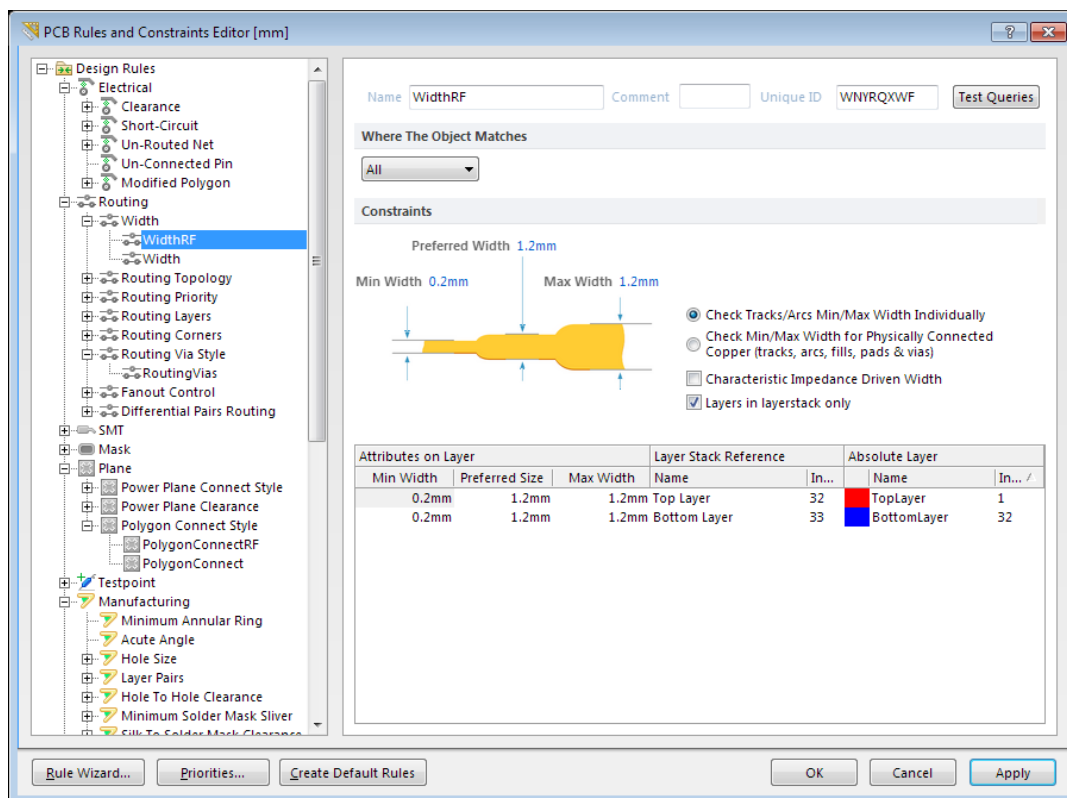 PCB Rules and Constraints Editor [mm]
Design Rules
Electrical
Clearance
Short-Circuit
Un-Routed Net
Un-Connected Pin
Modified Polygon
Routing
Width
WidthRF
Width
Routing Topology
Routing Priority
Routing Layers
Routing Corners
Routing Via Style
RoutingVias
Fanout Control
Differential Pairs Routing
SMT
Mask
Plane
Power Plane Connect Style
Power Plane Clearance
Polygon Connect Style
PolygonConnectRF
PolygonConnect
Testpoint
Manufacturing
Minimum Annular Ring
Acute Angle
Hole Size
Layer Pairs
Hole To Hole Clearance
Minimum Solder Mask Sliver
Silk To Solder Mask Clearance
Name WidthRF Comment Unique ID WNYRQXWF Test Queries
Where The Object Matches
All
Constraints
Preferred Width 1.2mm
Min Width 0.2mm Max Width 1.2mm
Check Tracks/Arcs Min/Max Width Individually
Check Min/Max Width for Physically Connected
Copper (tracks, arcs, fills, pads & vias)
Characteristic Impedance Driven Width
Layers in layerstack only
Attributes on Layer Layer Stack Reference Absolute Layer
Min Width Preferred Size Max Width Name In... Name In...
0.2mm 1.2mm 1.2mm Top Layer 32 TopLayer 1
0.2mm 1.2mm 1.2mm Bottom Layer 33 BottomLayer 32
Rule Wizard... Priorities... Create Default Rules OK Cancel Apply